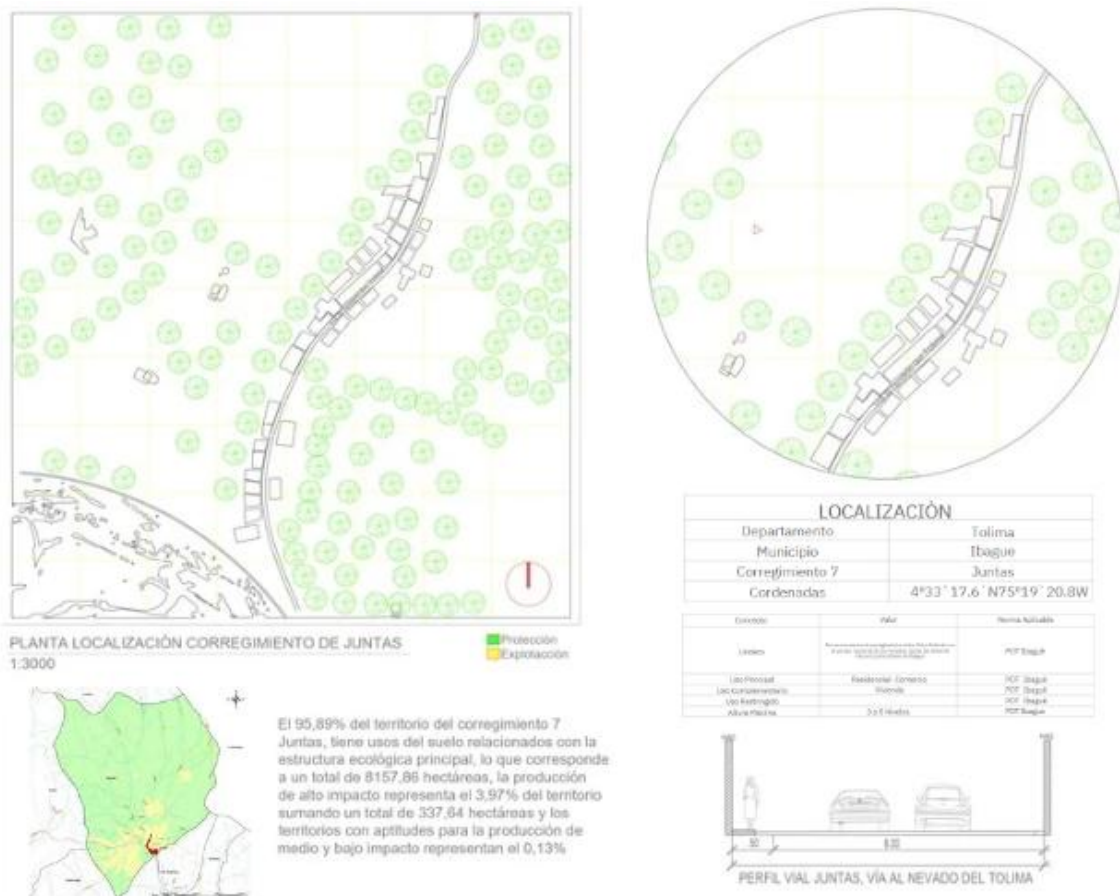 PLANTA LOCALIZACIÓN CORREGIMIENTO DE JUNTAS
1:3000
Protección
Explotacción
El 95,89% del territorio del corregimiento 7
Juntas, tiene usos del suelo relacionados con la
estructura ecológica principal, lo que corresponde
a un total de 8157,86 hectáreas, la producción
de alto impacto representa el 3,97% del territorio
sumando un total de 337,64 hectáreas y los
territorios con aptitudes para la producción de
medio y bajo impacto representan el 0,13%
LOCALIZACIÒN
Departamento Tolima
Municipio Ibague
Corregimiento 7 Juntas
Cordenadas 4°33`17.6`N75°19`20.8W
Concepto Valor Norma Aplicable
POT Ibagué
Uso Principal Residencial Comercio POT Ibagué
Uso Complementario Vivienda POT Ibagué
Uso Restringido POT Ibagué
Altura Máxima POT Ibagué
.50
8.00
PERFIL VIAL JUNTAS, VÍA AL NEVADO DEL TOLIMA